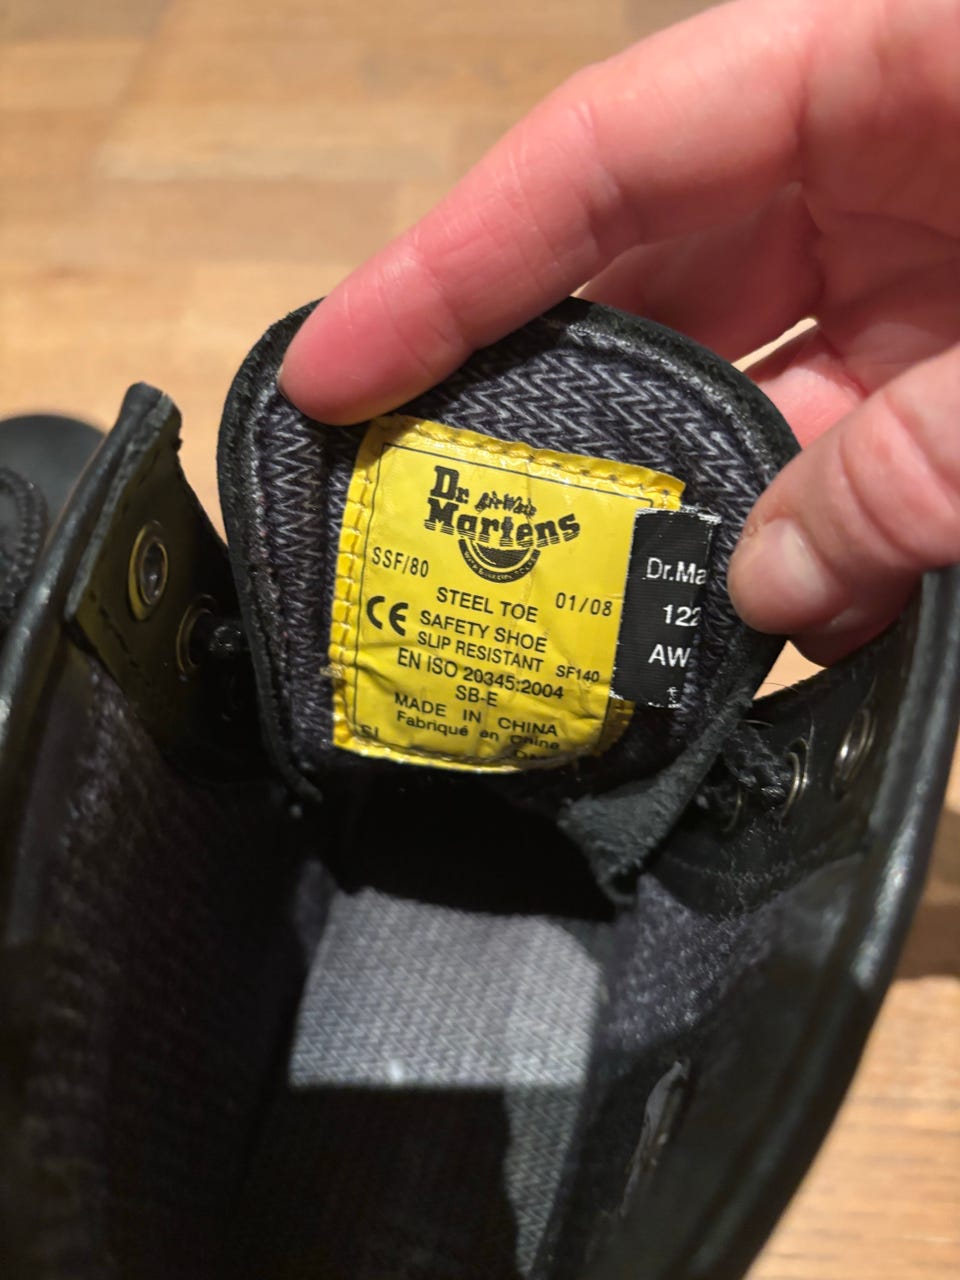 Dr.
Martens
SSF/80
01/08
STEEL TOE
CE
SAFETY SHOE
SLIP RESISTANT SF140
EN ISO 20345:2004
SB-E
MADE IN CHINA
Fabriqué en Chine
Dr.Ma
122
AW